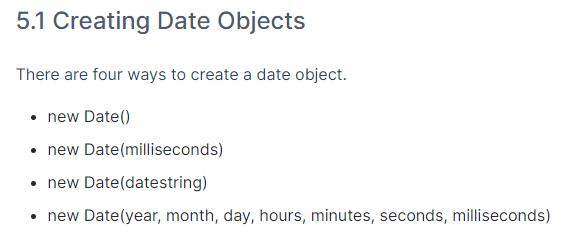 5.1 Creating Date Objects
There are four ways to create a date object.
• new Date()
• new Date(milliseconds)
• new Date(datestring)
• new Date(year, month, day, hours, minutes, seconds, milliseconds)